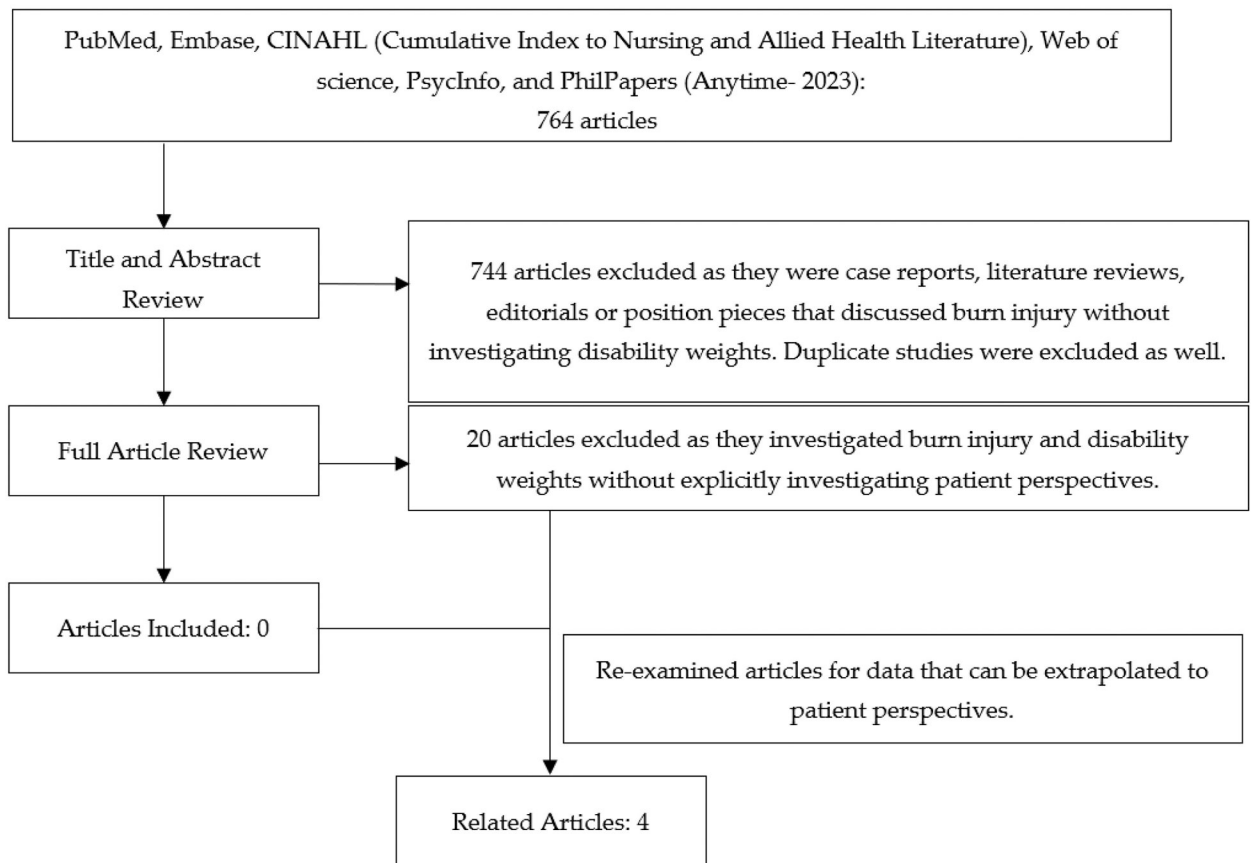 PubMed, Embase, CINAHL (Cumulative Index to Nursing and Allied Health Literature), Web of
science, PsycInfo, and PhilPapers (Anytime- 2023):
764 articles
Title and Abstract
Review
744 articles excluded as they were case reports, literature reviews,
editorials or position pieces that discussed burn injury without
investigating disability weights. Duplicate studies were excluded as well.
Full Article Review
20 articles excluded as they investigated burn injury and disability
weights without explicitly investigating patient perspectives.
Articles Included: 0
Re-examined articles for data that can be extrapolated to
patient perspectives.
Related Articles: 4